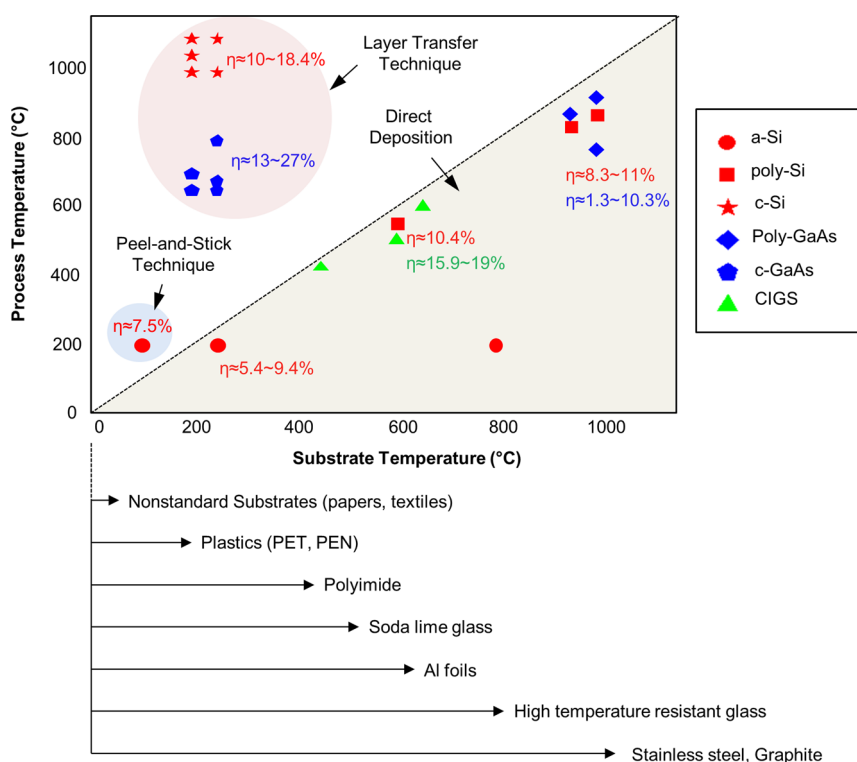 Process Temperature (°C)
1000
800
600
400
200
0
η≈10~18.4%
Layer Transfer
Technique
Direct
Deposition
η≈13~27%
η≈8.3~11%
η≈1.3~10.3%
Peel-and-Stick
Technique
η≈10.4%
η≈15.9~19%
η≈7.5%
η≈5.4~9.4%
a-Si
poly-Si
c-Si
Poly-GaAs
c-GaAs
CIGS
0 200 400 600 800 1000
Substrate Temperature (°C)
Nonstandard Substrates (papers, textiles)
Plastics (PET, PEN)
Polyimide
Soda lime glass
Al foils
High temperature resistant glass
Stainless steel, Graphite